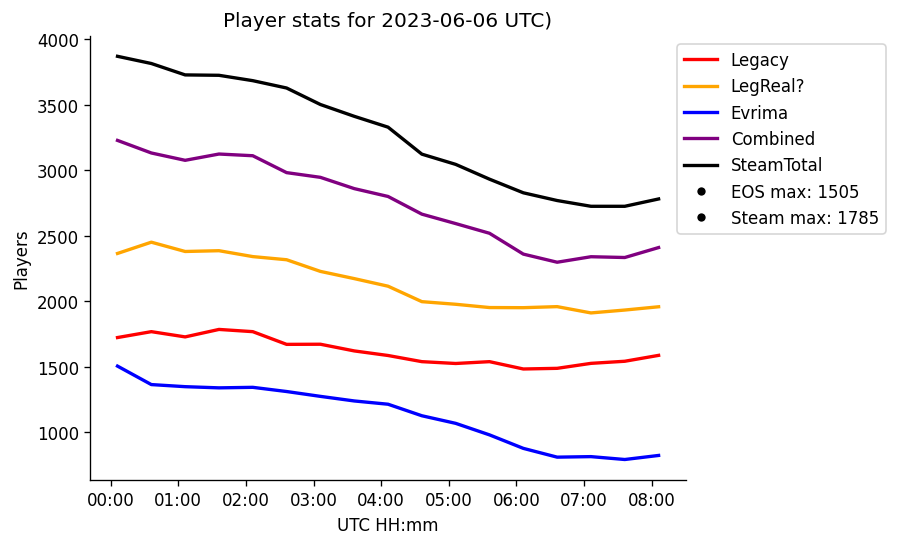 Player stats for 2023-06-06 UTC)
4000
3500
3000
2500
2000
1500
1000
Players
00:00 01:00 02:00 03:00 04:00 05:00 06:00 07:00 08:00
UTC HH:mm
Legacy
LegReal?
Evrima
Combined
SteamTotal
EOS max: 1505
Steam max: 1785